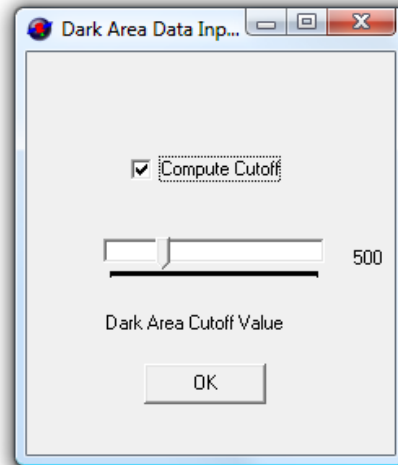 Dark Area Data Inp...
Compute Cutoff
500
Dark Area Cutoff Value
OK